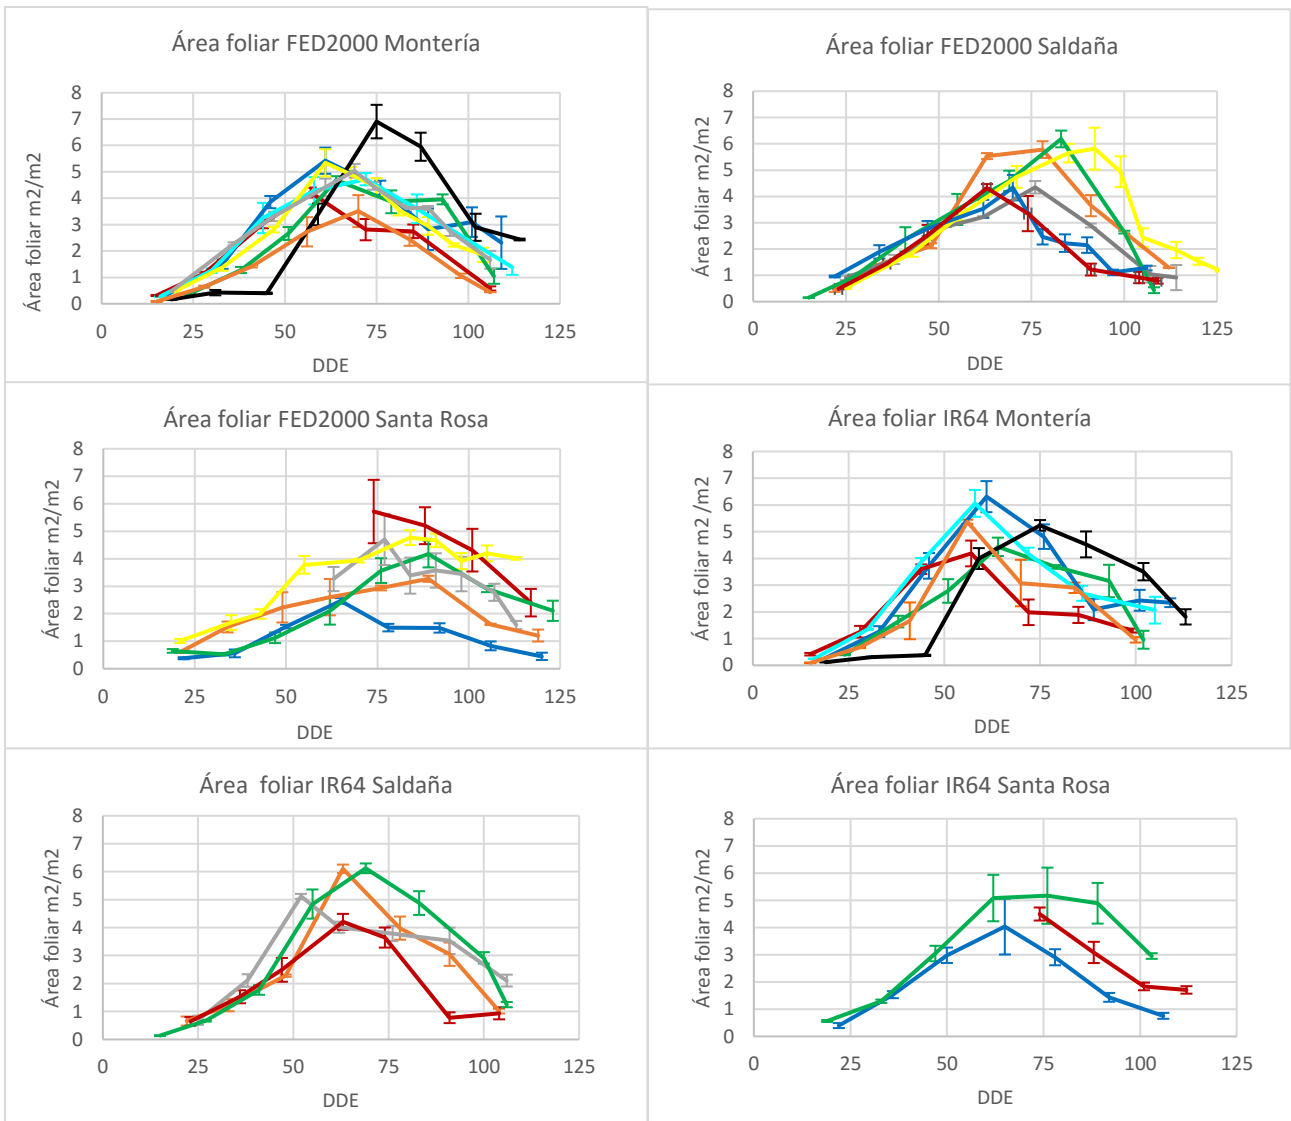 Área foliar FED2000 Montería
Área foliar m2/m2
8
7
6
5
4
3
2
1
0
0 25 50 75 100 125
DDE
Área foliar FED2000 Saldaña
Área foliar m2/m2
8
7
6
5
4
3
2
1
0
0 25 50 75 100 125
DDE
Área foliar FED2000 Santa Rosa
Área foliar m2/m2
8
7
6
5
4
3
2
1
0
0 25 50 75 100 125
DDE
Área foliar IR64 Montería
Área foliar m2 /m2
8
7
6
5
4
3
2
1
0
0 25 50 75 100 125
DDE
Área  foliar IR64 Saldaña
Área foliar m2/m2
8
7
6
5
4
3
2
1
0
0 25 50 75 100 125
DDE
Área foliar IR64 Santa Rosa
Área foliar m2/m2
8
7
6
5
4
3
2
1
0
0 25 50 75 100 125
DDE